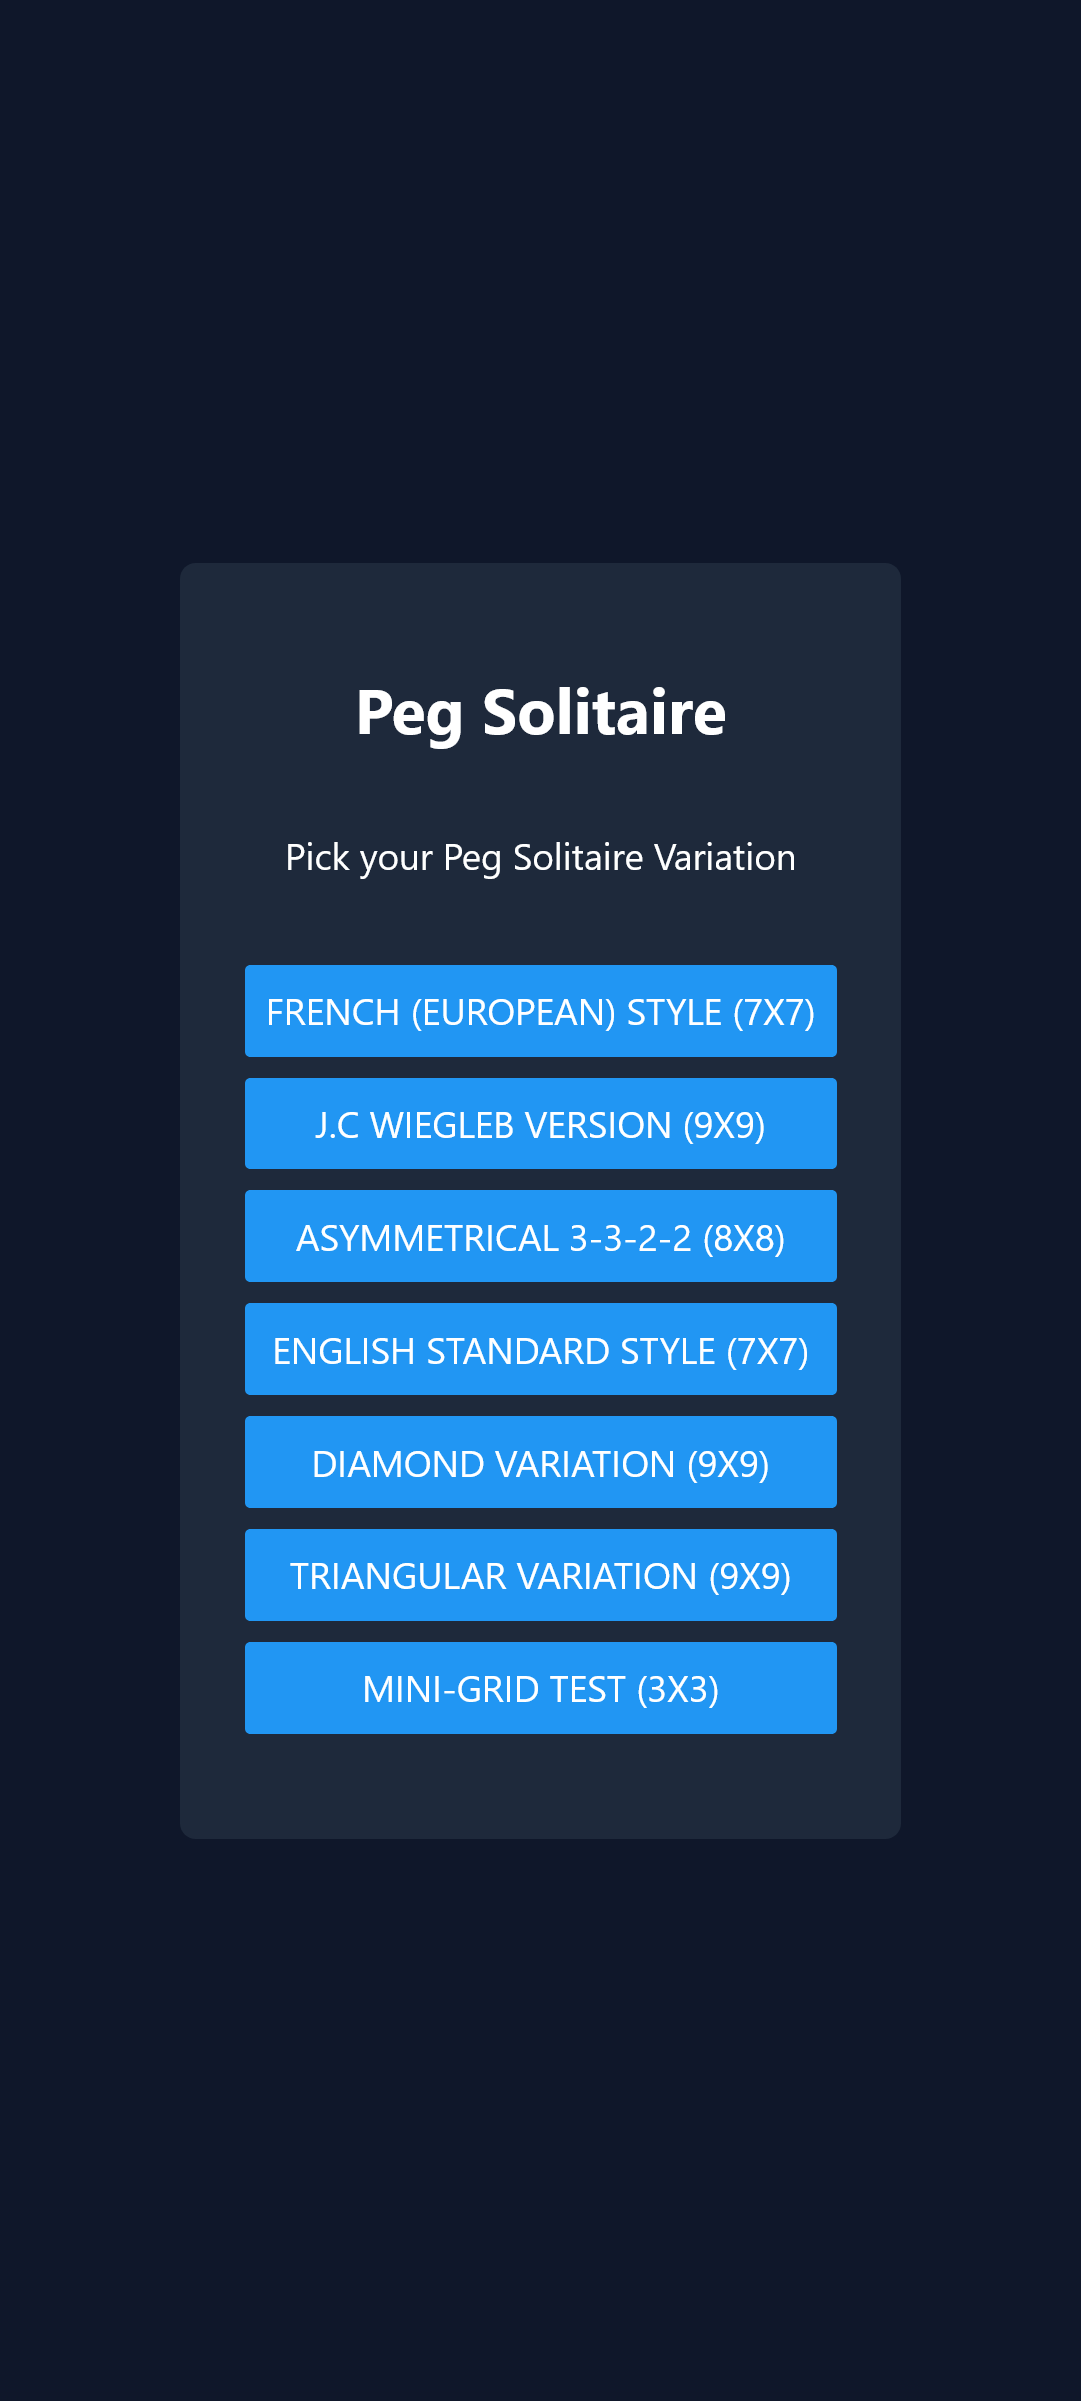 Peg Solitaire
Pick your Peg Solitaire Variation
FRENCH (EUROPEAN) STYLE (7X7)
J.C WIEGLEB VERSION (9X9)
ASYMMETRICAL 3-3-2-2 (8X8)
ENGLISH STANDARD STYLE (7X7)
DIAMOND VARIATION (9X9)
TRIANGULAR VARIATION (9X9)
MINI-GRID TEST (3X3)